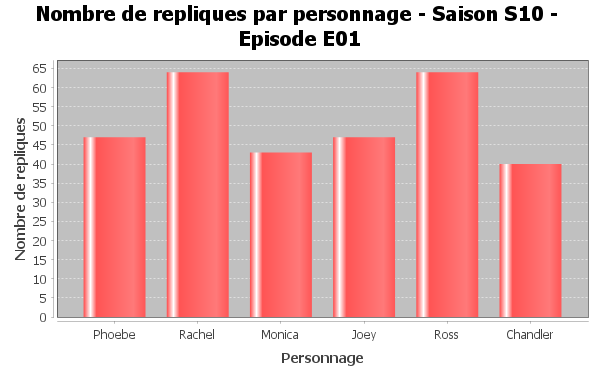 Nombre de repliques par personnage - Saison S10 -
Episode E01
Nombre de repliques
65
60
55
50
45
40
35
30
25
20
15
10
5
0
Phoebe Rachel Monica Joey Ross Chandler
Personnage